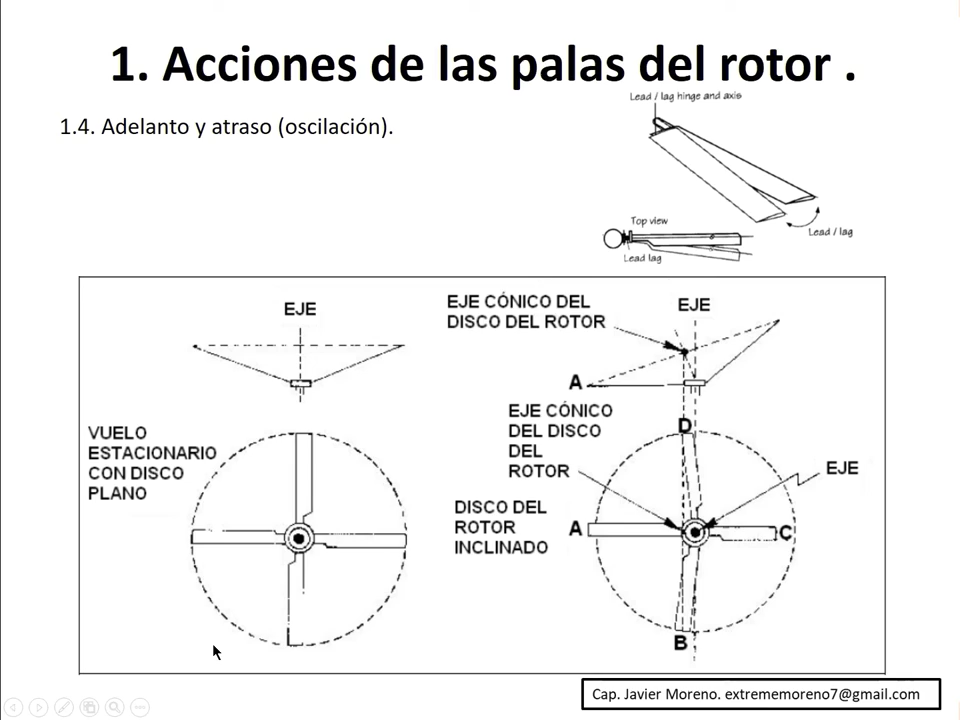 1. Acciones de las palas del rotor .
1.4. Adelanto y atraso (oscilación).
Lead / lag hinge and axis
Lead / lag
Top view
Lead lag
EJE
VUELO
ESTACIONARIO
CON DISCO
PLANO
EJE CÓNICO DEL
DISCO DEL ROTOR
EJE
A
EJE CÓNICO
DEL DISCO
DEL
ROTOR
D
EJE
DISCO DEL
ROTOR
INCLINADO
A
C
B
Cap. Javier Moreno. extrememoreno7@gmail.com